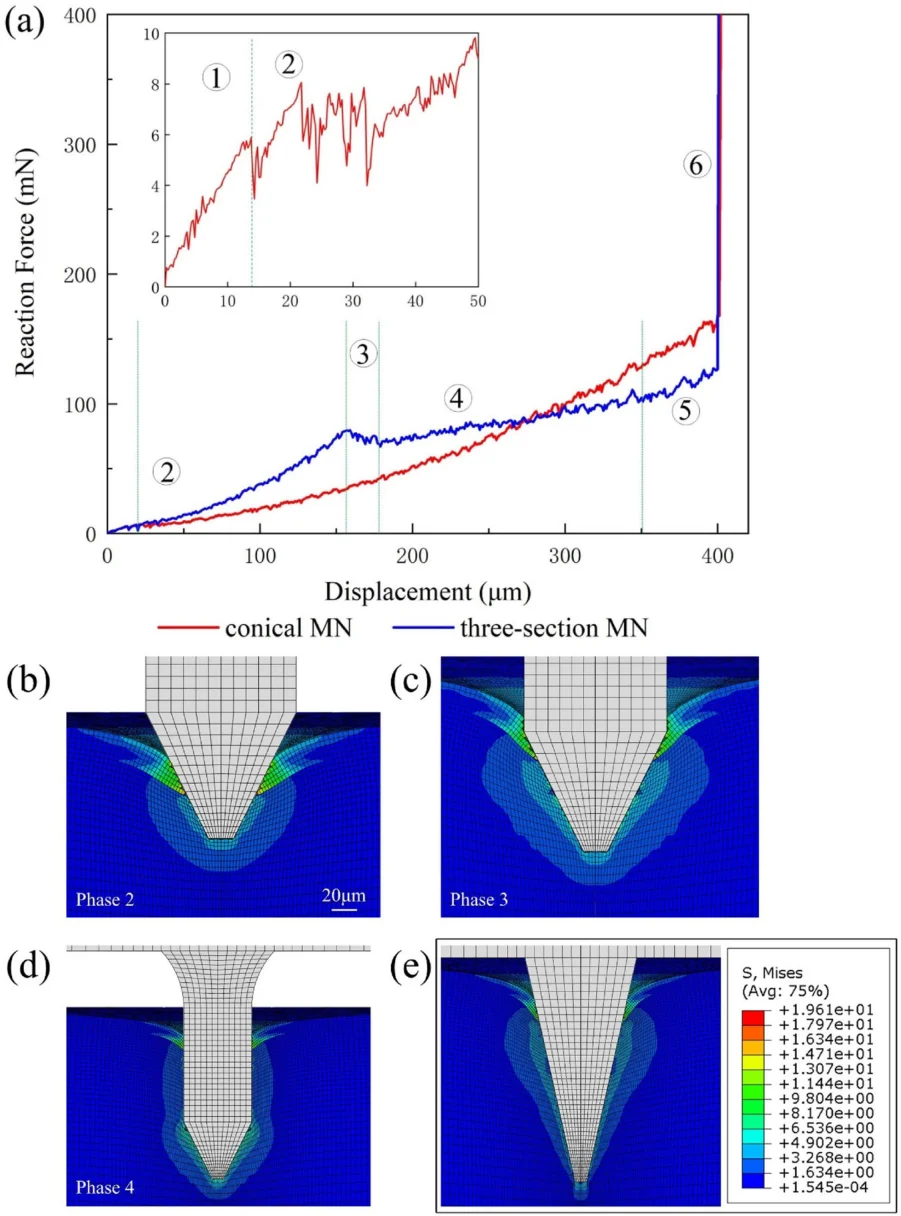 (a)
400
300
200
100
0
Reaction Force (mN)
10
8
6
4
2
0
0 10 20 30 40 50
① ②
② ③ ④ ⑤ ⑥
0 100 200 300 400
Displacement (μm)
conical MN three-section MN
(b)
Phase 2
20μm
(c)
Phase 3
(d)
Phase 4
(e)
S, Mises
(Avg: 75%)
+1.961e+01
+1.797e+01
+1.634e+01
+1.471e+01
+1.307e+01
+1.144e+01
+9.804e+00
+8.170e+00
+6.536e+00
+4.902e+00
+3.268e+00
+1.634e+00
+1.545e-04